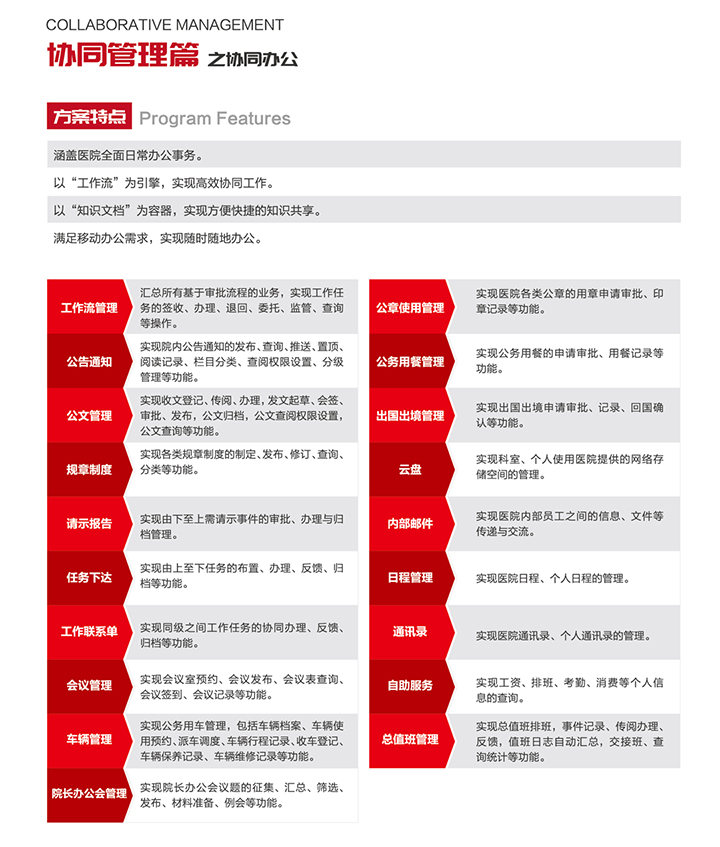 COLLABORATIVE MANAGEMENT
协同管理篇 之协同办公
方案特点 Program Features
涵盖医院全面日常办公事务。
以“工作流”为引擎，实现高效协同工作。
以“知识文档”为容器，实现方便快捷的知识共享。
满足移动办公需求，实现随时随地办公。
工作流管理
汇总所有基于审批流程的业务，实现工作任
务的签收、办理、退回、委托、监管、查询
等操作。
公告通知
实现院内公告通知的发布、查询、推送、置顶、
阅读记录、栏目分类、查阅权限设置、分级
管理等功能。
公文管理
实现收文登记、传阅、办理，发文起草、会签、
审批、发布，公文归档，公文查阅权限设置，
公文查询等功能。
规章制度
实现各类规章制度的制定、发布、修订、查询、
分类等功能。
请示报告
实现由下至上需请示事件的审批、办理与归
档管理。
任务下达
实现由上至下任务的布置、办理、反馈、归
档等功能。
工作联系单
实现同级之间工作任务的协同办理、反馈、
归档等功能。
会议管理
实现会议室预约、会议发布、会议表查询、
会议签到、会议记录等功能。
车辆管理
实现公务用车管理，包括车辆档案、车辆使
用预约、派车调度、车辆行程记录、收车登记、
车辆保养记录、车辆维修记录等功能。
院长办公会管理
实现院长办公会议题的征集、汇总、筛选、
发布、材料准备、例会等功能。
公章使用管理
实现医院各类公章的用章申请审批、印
章记录等功能。
公务用餐管理
实现公务用餐的申请审批、用餐记录等
功能。
出国出境管理
实现出国出境申请审批、记录、回国确
认等功能。
云盘
实现科室、个人使用医院提供的网络存
储空间的管理。
内部邮件
实现医院内部员工之间的信息、文件等
传递与交流。
日程管理
实现医院日程、个人日程的管理。
通讯录
实现医院通讯录、个人通讯录的管理。
自助服务
实现工资、排班、考勤、消费等个人信
息的查询。
总值班管理
实现总值班排班，事件记录、传阅办理、
反馈，值班日志自动汇总，交接班、查
询统计等功能。